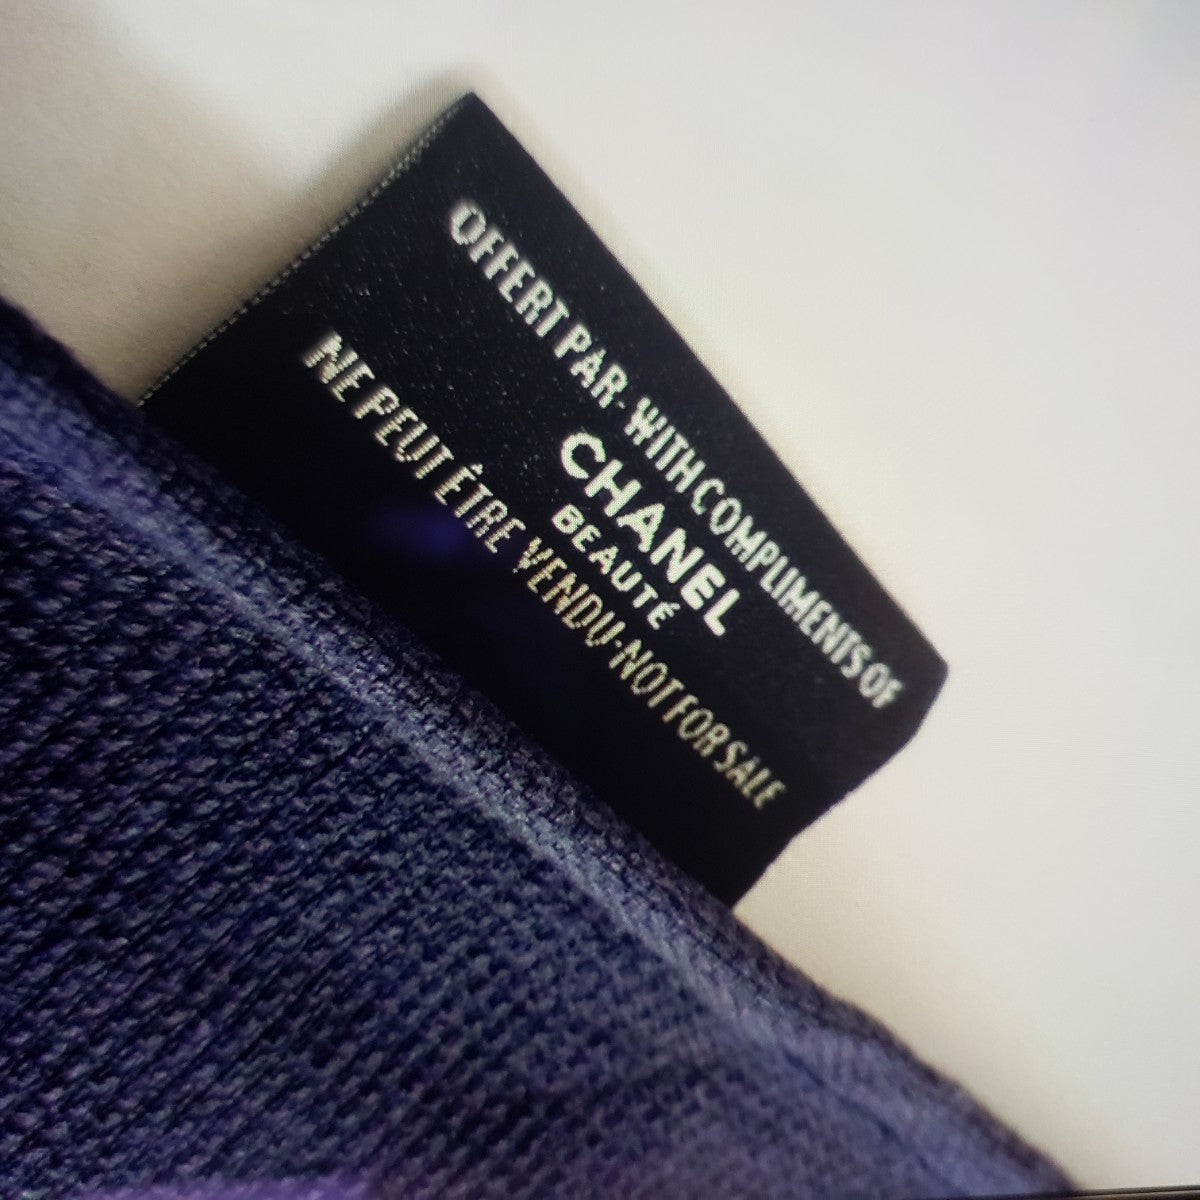 OFFERT PAR·WITH COMPLIMENTS OF
CHANEL
BEAUTÉ
NE PEUT ÊTRE VENDU·NOT FOR SALE